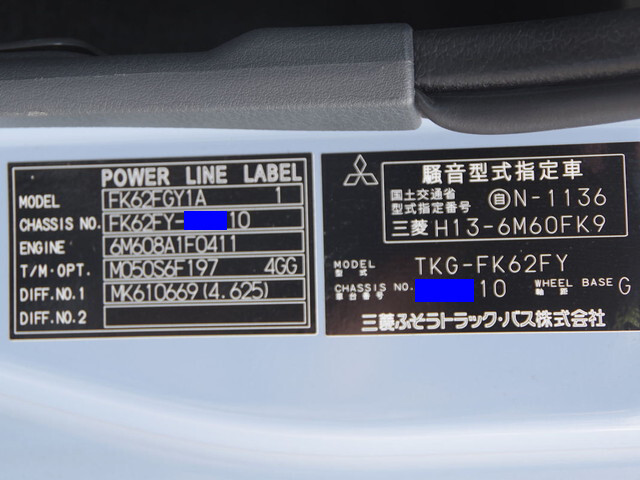 POWER LINE LABEL
MODEL FK62FGY1A 1
CHASSIS NO. FK62FY- 10
ENGINE 6M608A1F0411
T/M・OPT. M050S6F197 4GG
DIFF.NO.1 MK610669(4.625)
DIFF.NO.2
騒音型式指定車
国土交通省
型式指定番号 自N-1136
三菱 H13-6M60FK9
MODEL
型式 TKG-FK62FY
CHASSIS NO.
車台番号 10 WHEEL BASE
軸距 G
三菱ふそうトラック・バス株式会社